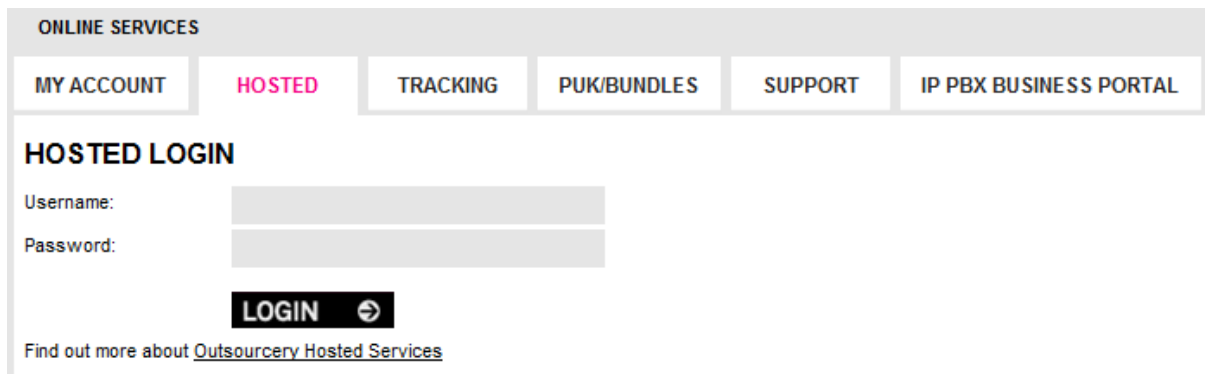 ONLINE SERVICES
MY ACCOUNT HOSTED TRACKING PUK/BUNDLES SUPPORT IP PBX BUSINESS PORTAL
HOSTED LOGIN
Username:
Password:
LOGIN
Find out more about Outsourcery Hosted Services